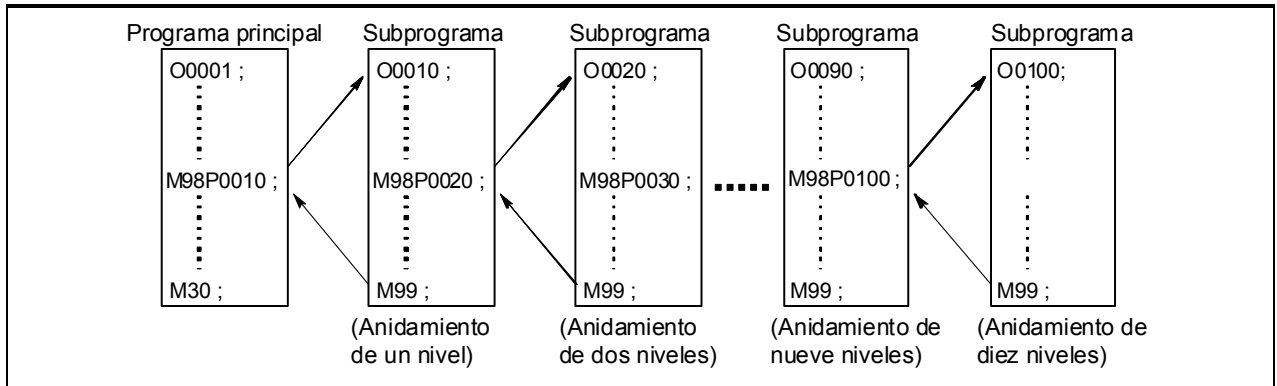 Programa principal
O0001 ;
M98P0010 ;
M30 ;
Subprograma
O0010 ;
M98P0020 ;
M99 ;
(Anidamiento
de un nivel)
Subprograma
O0020 ;
M98P0030 ;
M99 ;
(Anidamiento
de dos niveles)
Subprograma
O0090 ;
M98P0100 ;
M99 ;
(Anidamiento de
nueve niveles)
Subprograma
O0100;
M99 ;
(Anidamiento de
diez niveles)